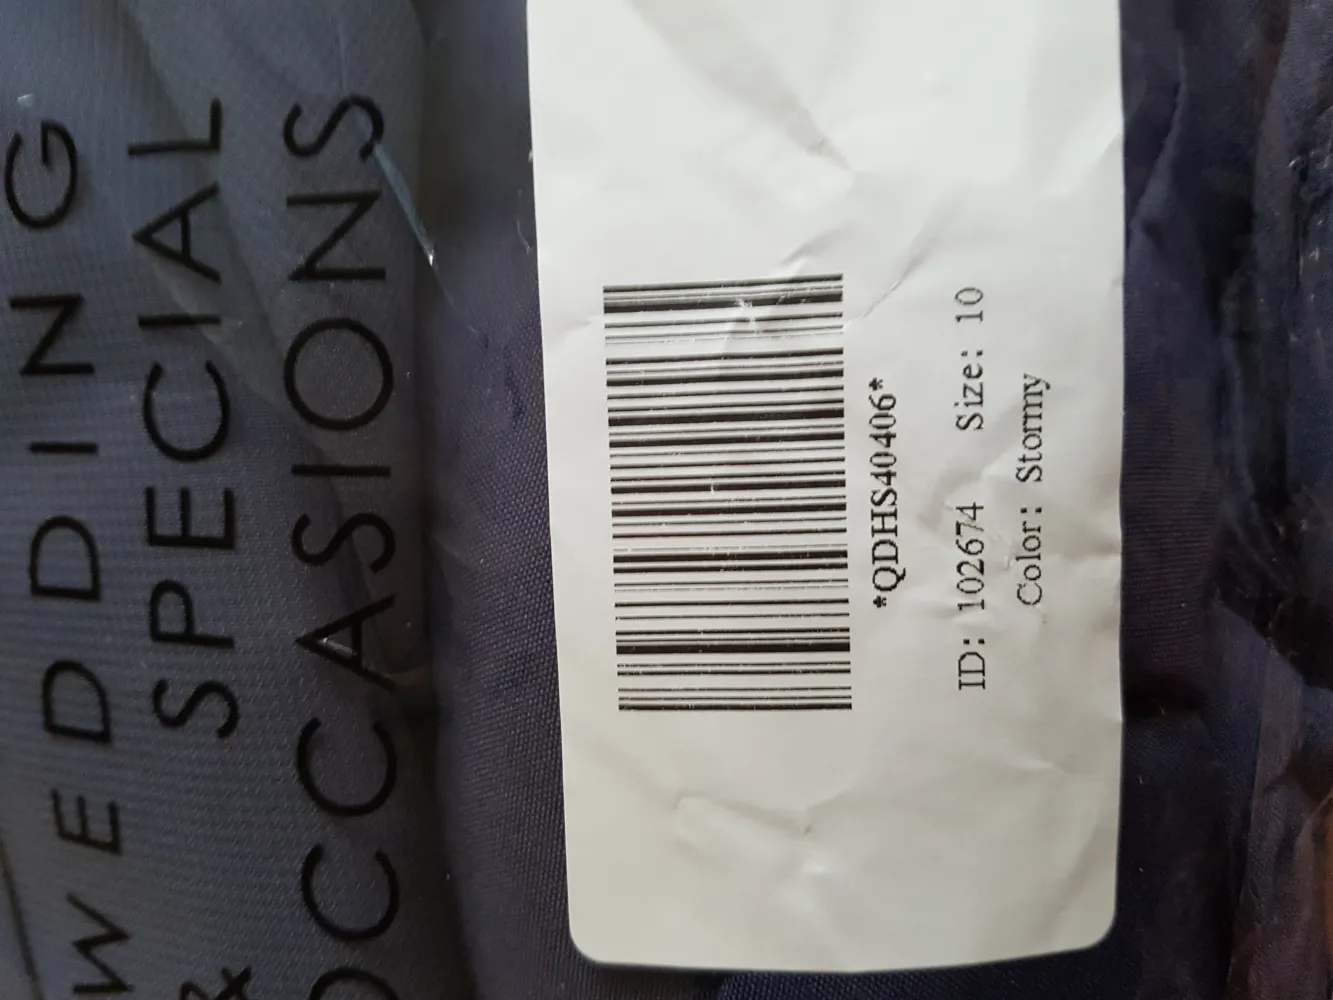 WEDDING
& SPECIAL
OCCASIONS
*QDHS40406*
ID: 102674 Size: 10
Color: Stormy